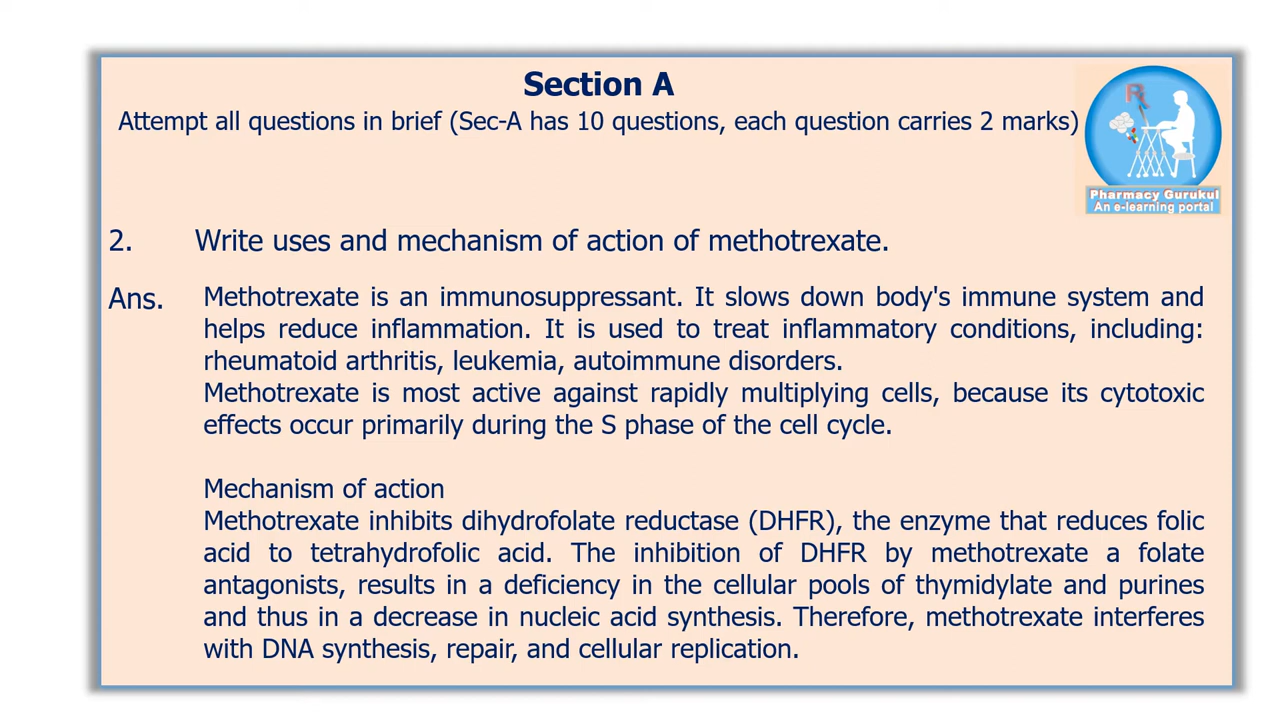 Section A
Attempt all questions in brief (Sec-A has 10 questions, each question carries 2 marks)
Rx
Pharmacy Gurukul
An e-learning portal
2. Write uses and mechanism of action of methotrexate.
Ans. Methotrexate is an immunosuppressant. It slows down body's immune system and
helps reduce inflammation. It is used to treat inflammatory conditions, including:
rheumatoid arthritis, leukemia, autoimmune disorders.
Methotrexate is most active against rapidly multiplying cells, because its cytotoxic
effects occur primarily during the S phase of the cell cycle.
Mechanism of action
Methotrexate inhibits dihydrofolate reductase (DHFR), the enzyme that reduces folic
acid to tetrahydrofolic acid. The inhibition of DHFR by methotrexate a folate
antagonists, results in a deficiency in the cellular pools of thymidylate and purines
and thus in a decrease in nucleic acid synthesis. Therefore, methotrexate interferes
with DNA synthesis, repair, and cellular replication.